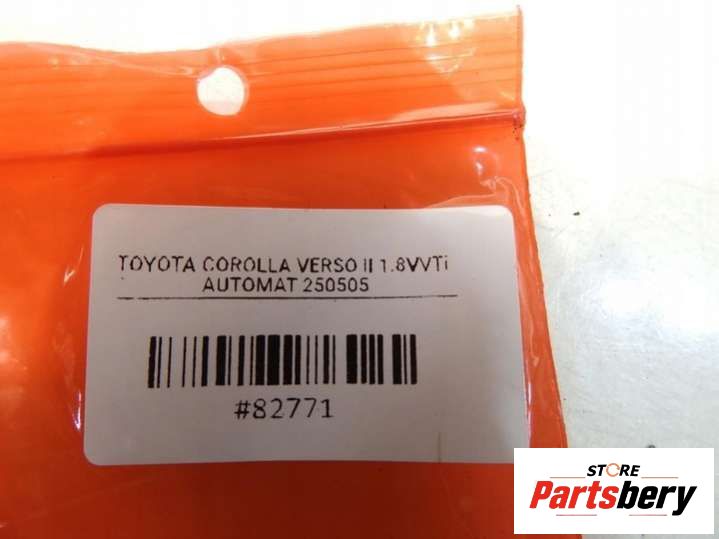 TOYOTA COROLLA VERSO II 1.8VVTi
AUTOMAT 250505
#82771
STORE
Partsbery